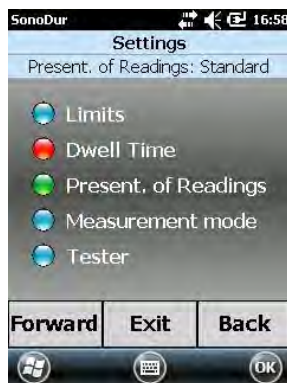 SonoDur 16:58
Settings
Present. of Readings: Standard
Limits
Dwell Time
Present. of Readings
Measurement mode
Tester
Forward Exit Back
OK